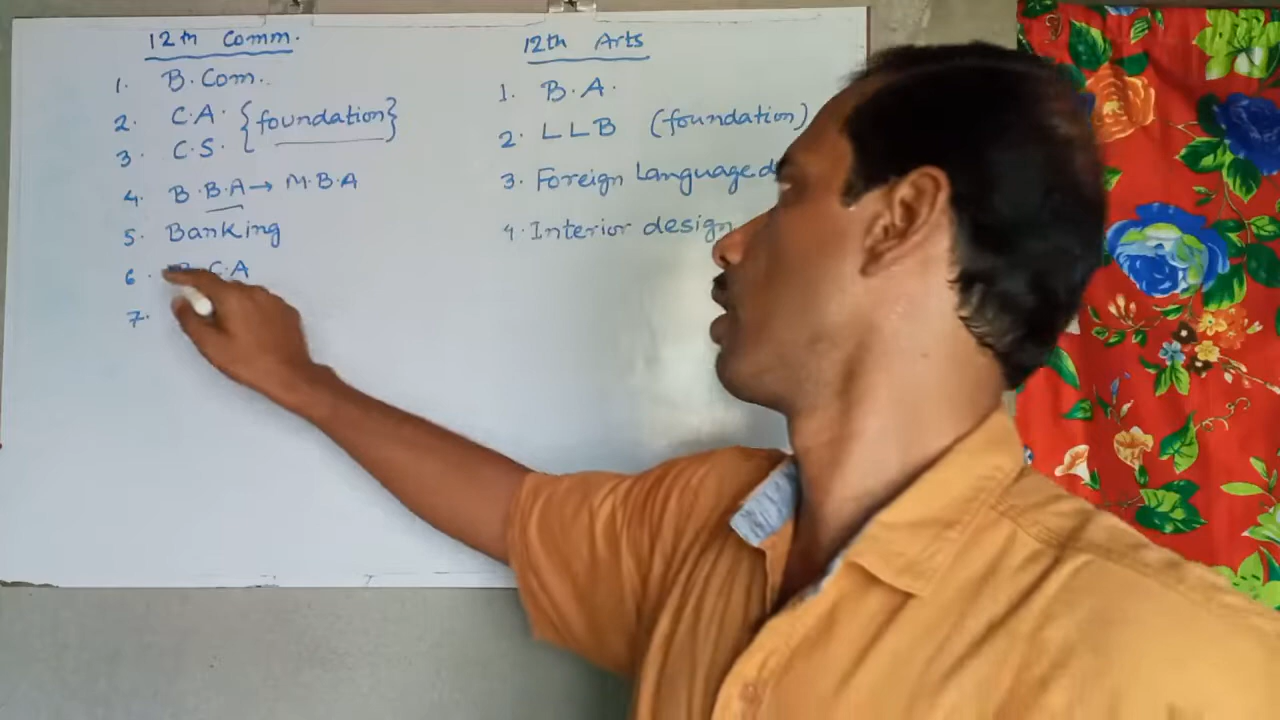 12th Comm.
1. B.Com.
2. C.A. {foundation}
3. C.S.
4. B.B.A → M.B.A
5. Banking
6. B.C.A
7.
12th Arts
1. B.A.
2. LLB (foundation)
3. Foreign Language
4. Interior design